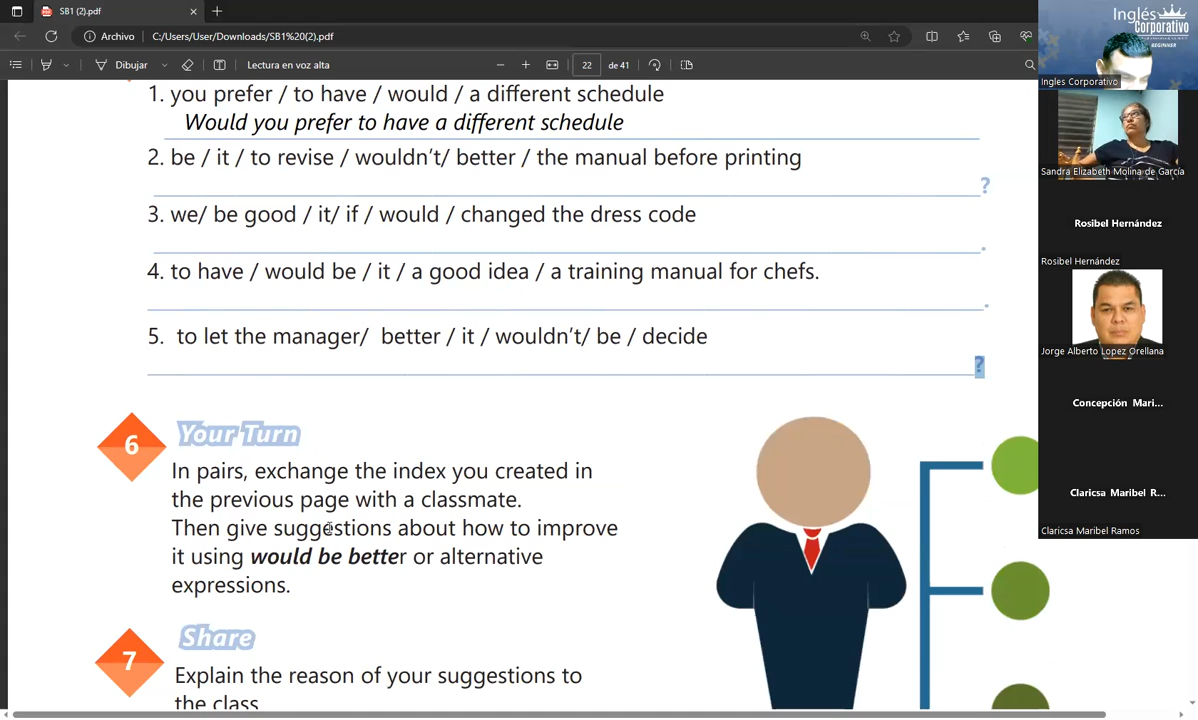 SB1 (2).pdf
Archivo
C:/Users/User/Downloads/SB1%20(2).pdf
Dibujar
Lectura en voz alta
22
de 41
1. you prefer / to have / would / a different schedule
Would you prefer to have a different schedule
2. be / it / to revise / wouldn't/ better / the manual before printing
?
3. we/ be good / it/ if / would / changed the dress code
.
4. to have / would be / it / a good idea / a training manual for chefs.
.
5. to let the manager/ better / it / wouldn't/ be / decide
?
6
Your Turn
In pairs, exchange the index you created in
the previous page with a classmate.
Then give suggestions about how to improve
it using would be better or alternative
expressions.
7
Share
Explain the reason of your suggestions to
the class
Inglés
Corporativo
BEGINNER
Ingles Corporativo
Sandra Elizabeth Molina de García
Rosibel Hernández
Rosibel Hernández
Jorge Alberto Lopez Orellana
Concepción Mari...
Claricsa Maribel R...
Claricsa Maribel Ramos